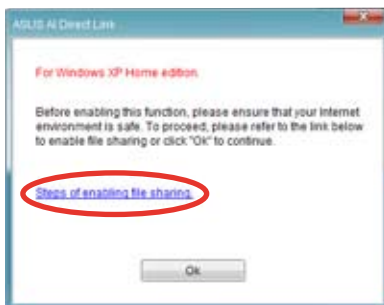 ASUS AI Direct Link
For Windows XP Home edition.
Before enabling this function, please ensure that your Internet
environment is safe. To proceed, please refer to the link below
to enable file sharing or click "Ok" to continue.
Steps of enabling file sharing.
Ok